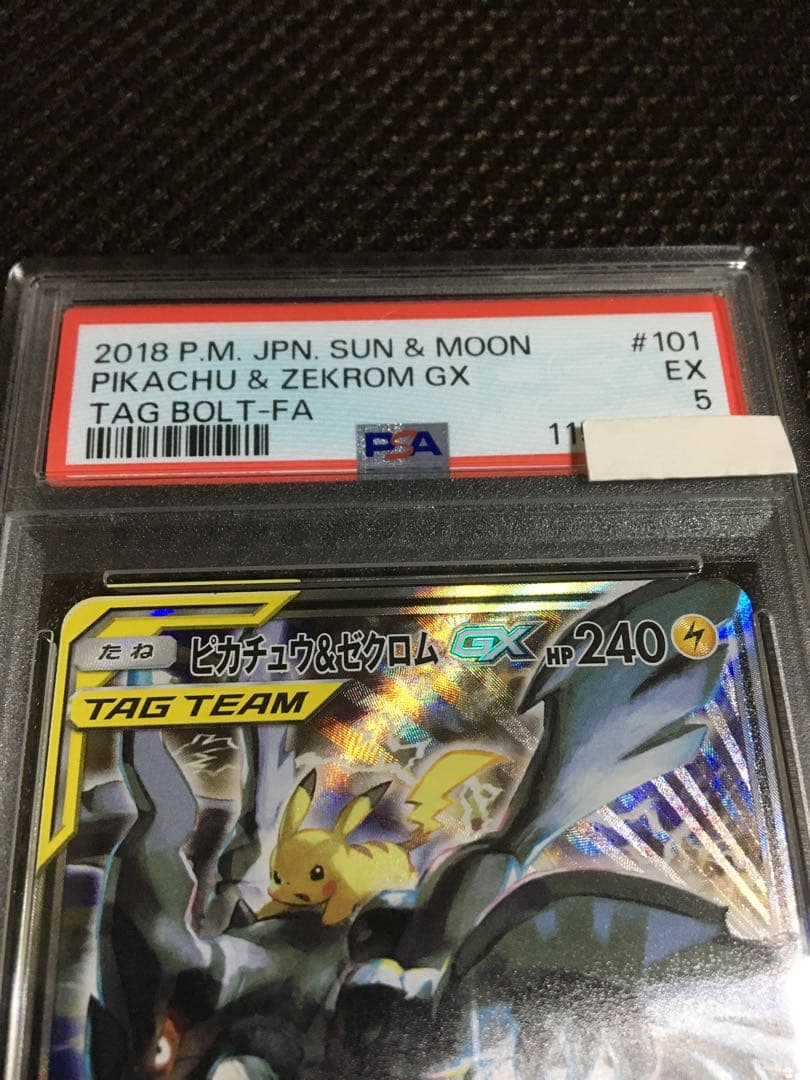 2018 P.M. JPN. SUN & MOON #101
PIKACHU & ZEKROM GX EX
TAG BOLT-FA 5
PSA
たね ピカチュウ&ゼクロム GX HP 240
TAG TEAM